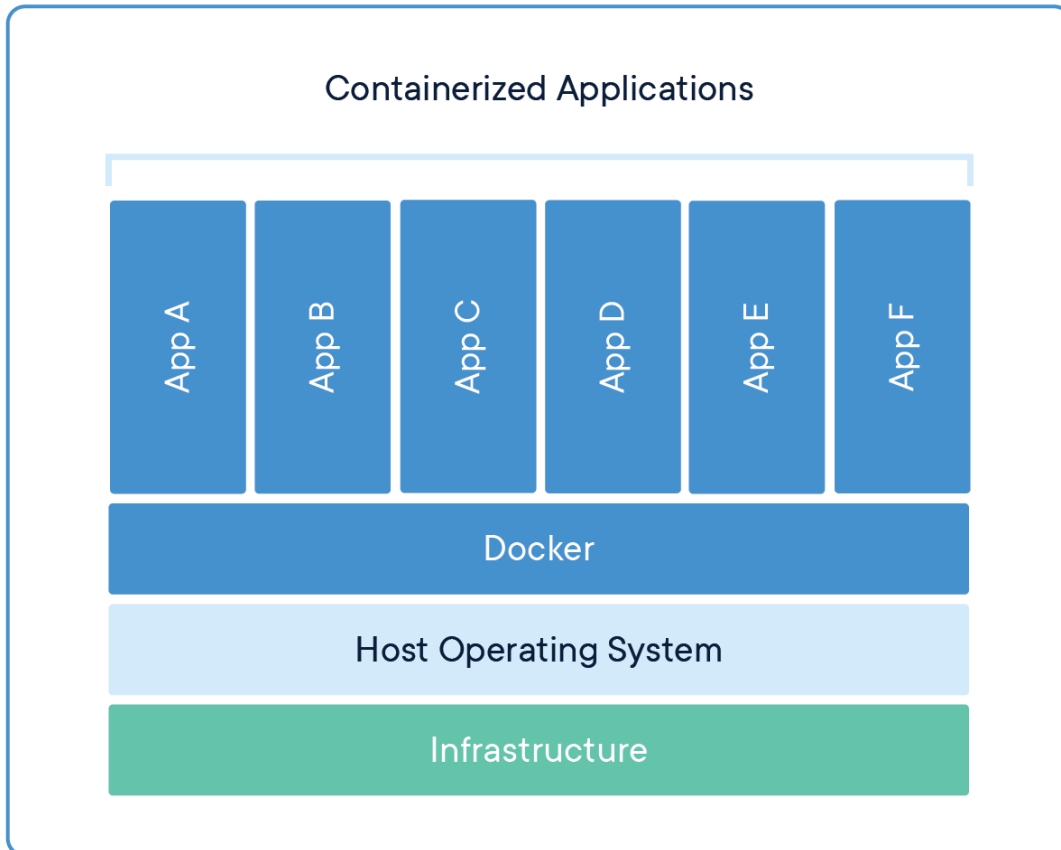 Containerized Applications
App A
App B
App C
App D
App E
App F
Docker
Host Operating System
Infrastructure